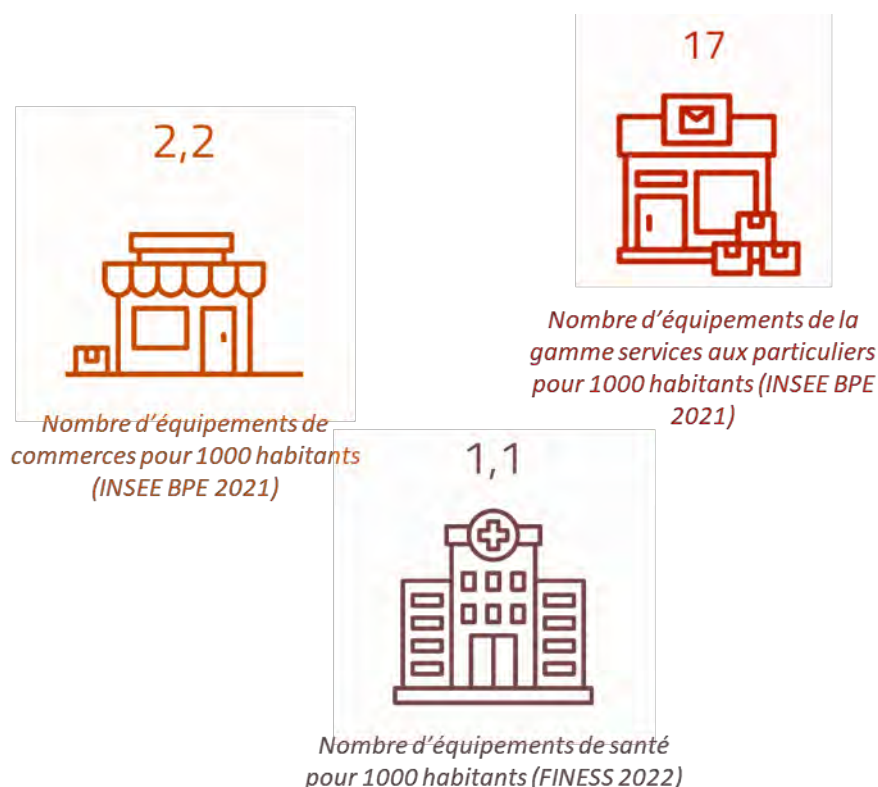 2,2
Nombre d'équipements de
commerces pour 1000 habitants
(INSEE BPE 2021)
17
Nombre d'équipements de la
gamme services aux particuliers
pour 1000 habitants (INSEE BPE
2021)
1,1
Nombre d'équipements de santé
pour 1000 habitants (FINESS 2022)